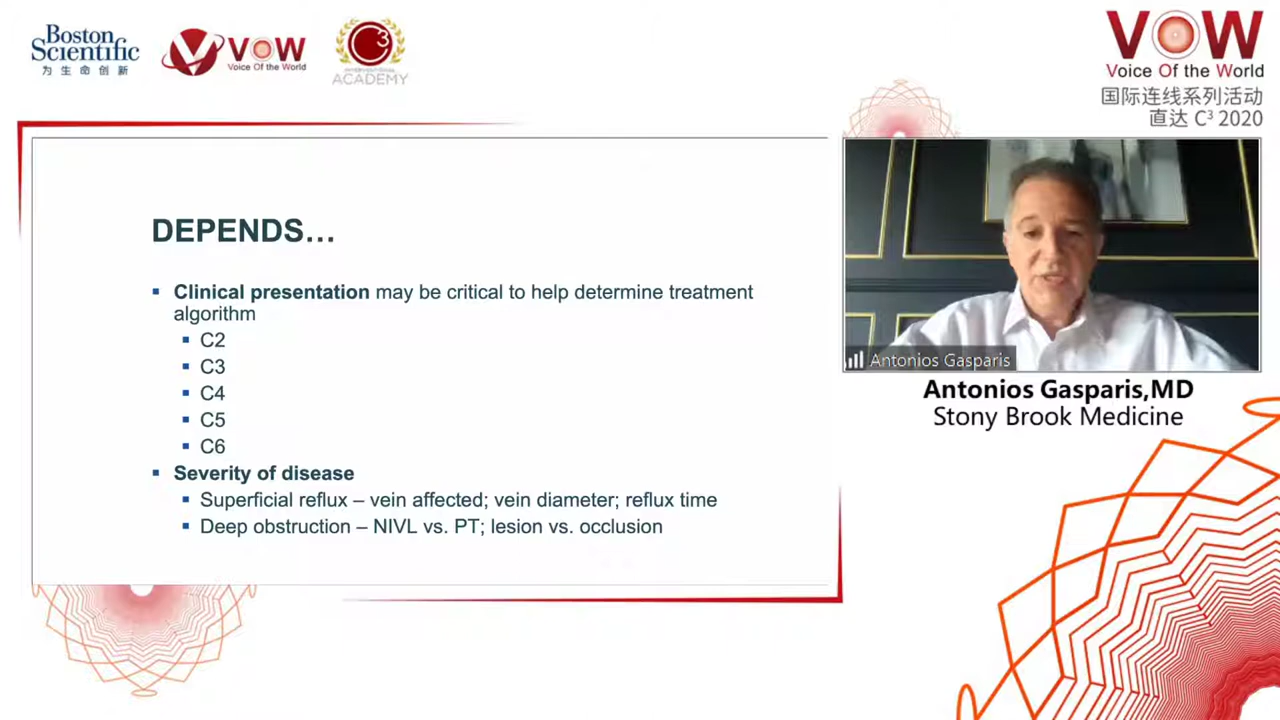 Boston
Scientific
为生命创新
VOW
Voice Of the World
C3
ACADEMY
VOW
Voice Of the World
国际连线系列活动
直达 C³ 2020
DEPENDS…
▪ Clinical presentation may be critical to help determine treatment
algorithm
▪ C2
▪ C3
▪ C4
▪ C5
▪ C6
▪ Severity of disease
▪ Superficial reflux – vein affected; vein diameter; reflux time
▪ Deep obstruction – NIVL vs. PT; lesion vs. occlusion
Antonios Gasparis
Antonios Gasparis,MD
Stony Brook Medicine